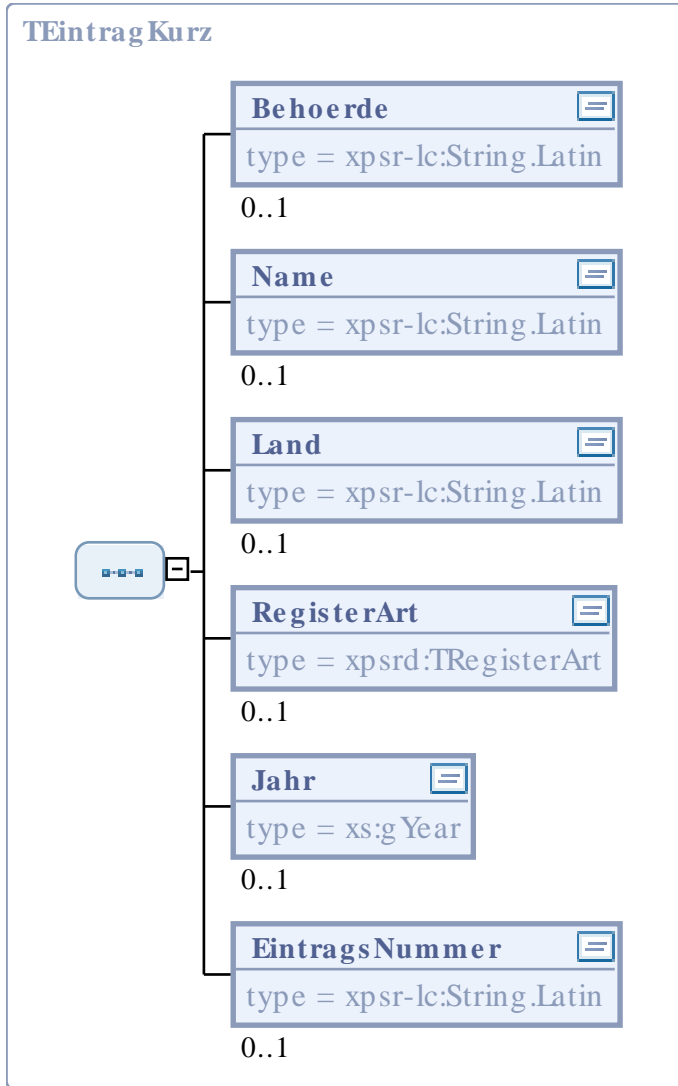 TEintragKurz
Behoerde
type = xpsr-lc:String.Latin
0..1
Name
type = xpsr-lc:String.Latin
0..1
Land
type = xpsr-lc:String.Latin
0..1
RegisterArt
type = xpsrd:TRegisterArt
0..1
Jahr
type = xs:gYear
0..1
EintragsNummer
type = xpsr-lc:String.Latin
0..1